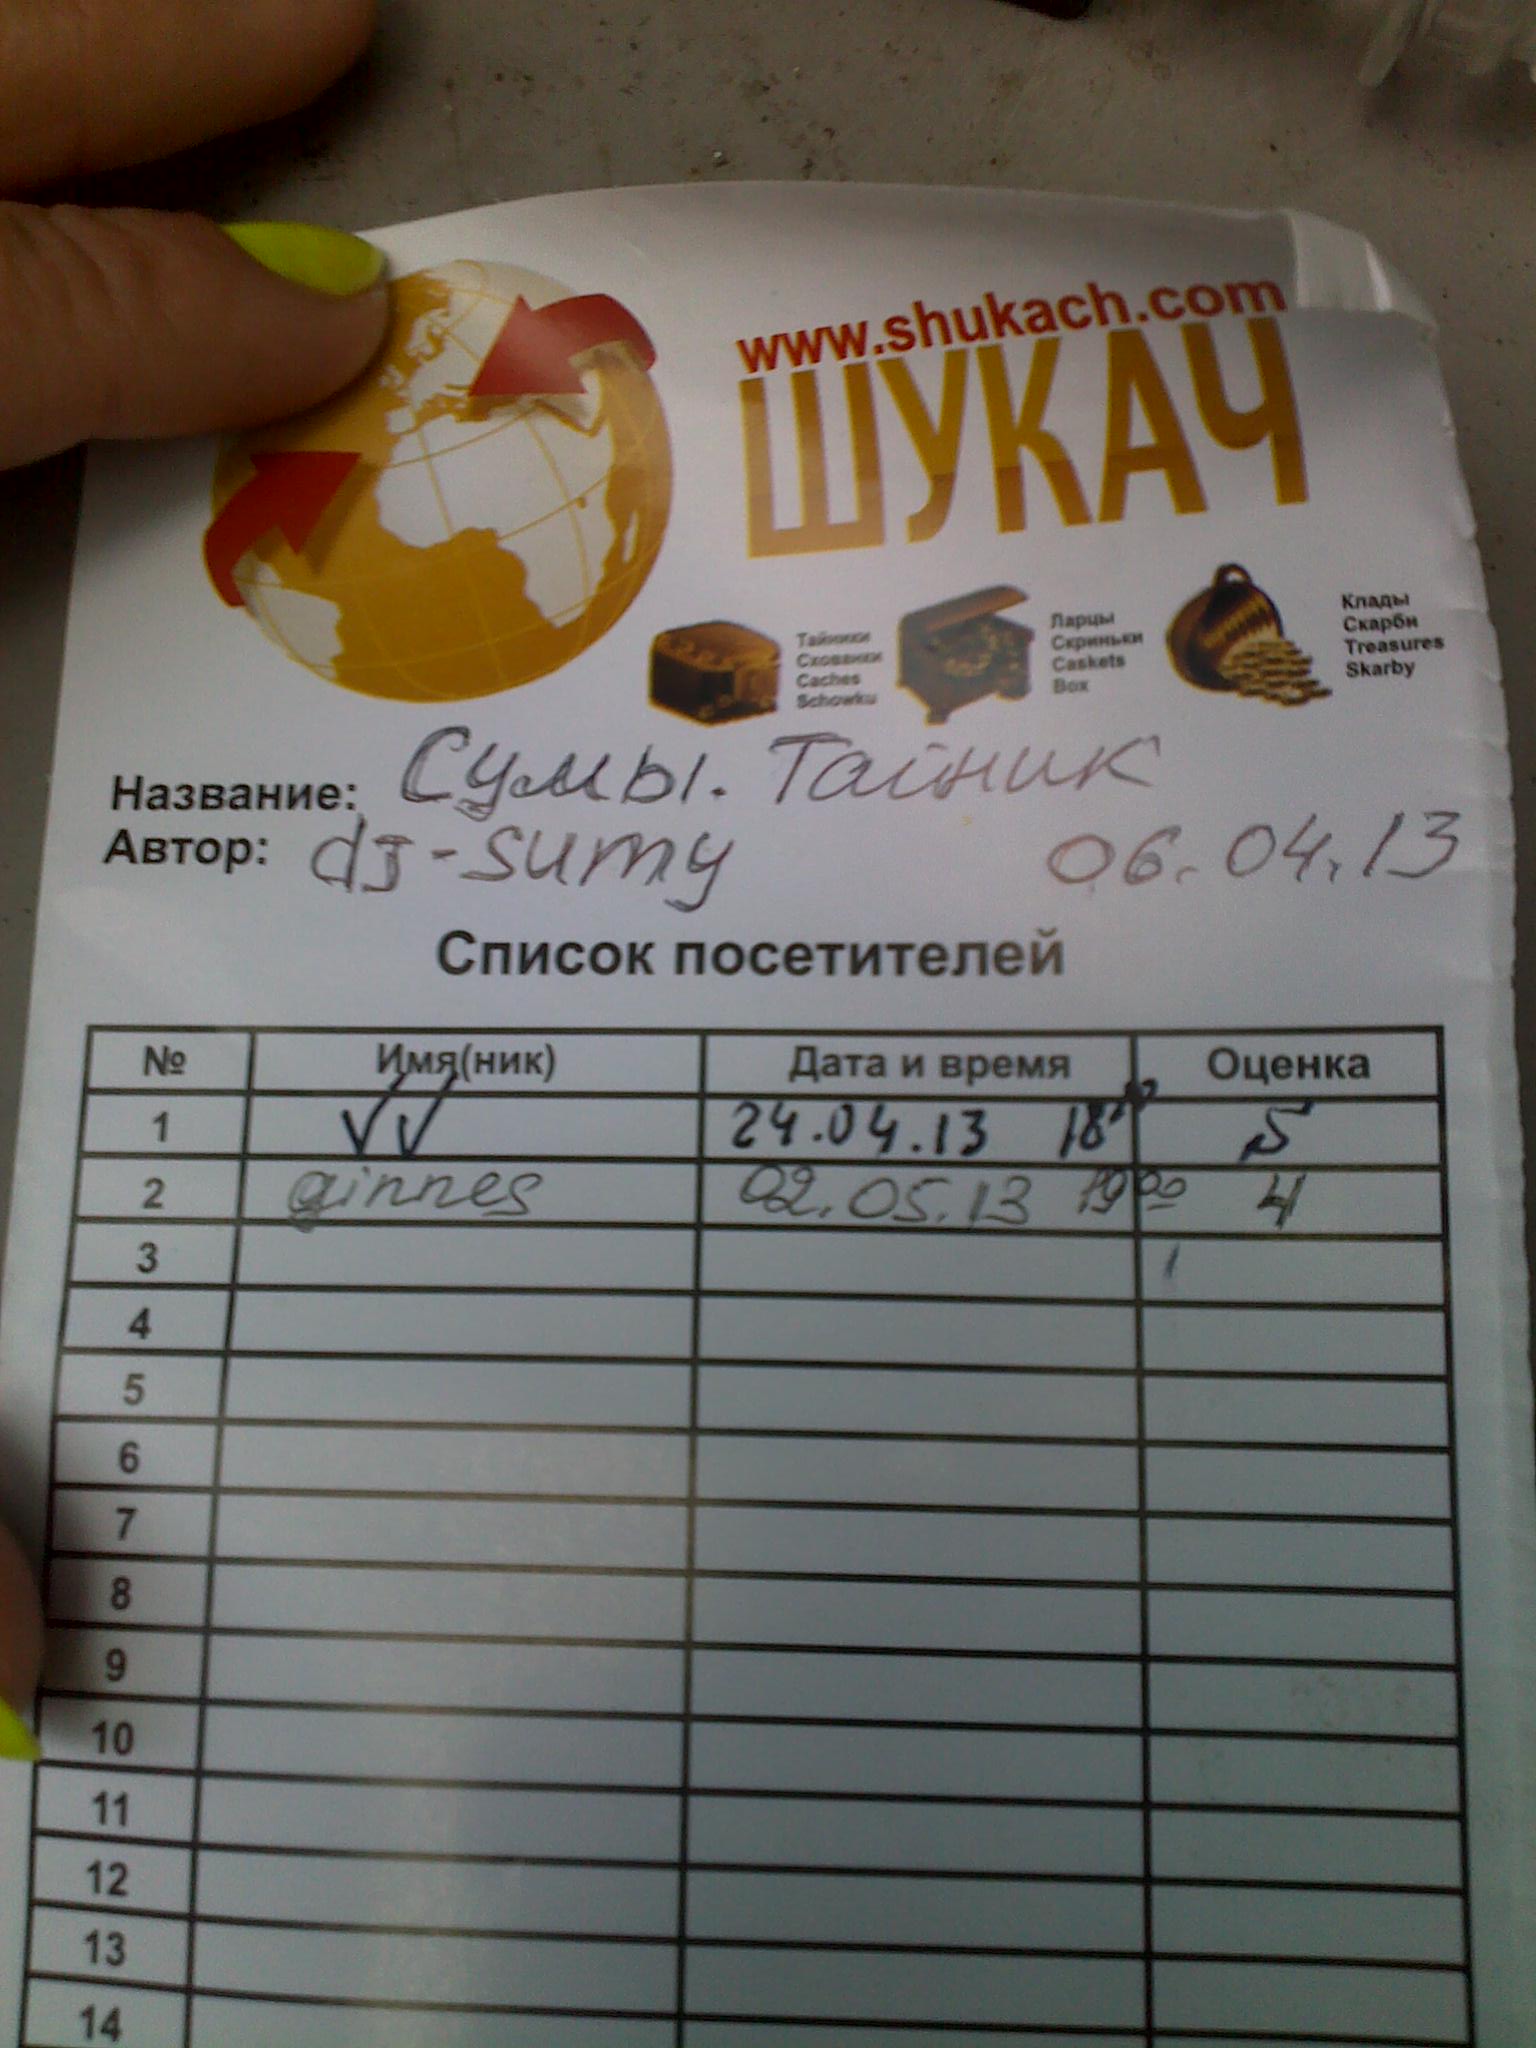 www.shukach.com
ШУКАЧ
Тайники
Схованки
Caches
Schowku
Ларцы
Скриньки
Caskets
Box
Клады
Скарби
Treasures
Skarby
Название: Сумы. Тайник
Автор: dj-sumy 06.04.13
Список посетителей
№ Имя(ник) Дата и время Оценка
1 VV 24.04.13 5
2 ginnes 02.05.13 19⁰⁰ 4
3
4
5
6
7
8
9
10
11
12
13
14